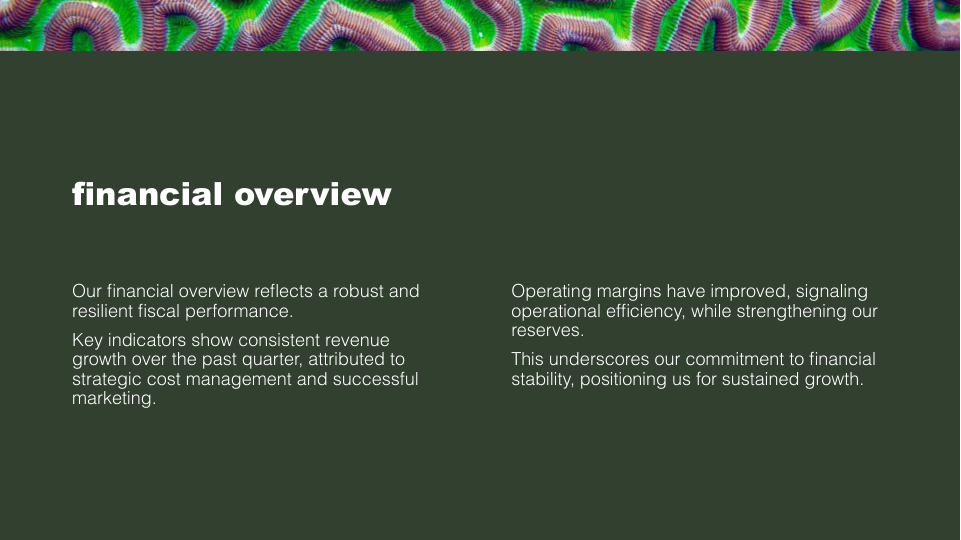 financial overview
Our financial overview reflects a robust and
resilient fiscal performance.
Key indicators show consistent revenue
growth over the past quarter, attributed to
strategic cost management and successful
marketing.
Operating margins have improved, signaling
operational efficiency, while strengthening our
reserves.
This underscores our commitment to financial
stability, positioning us for sustained growth.